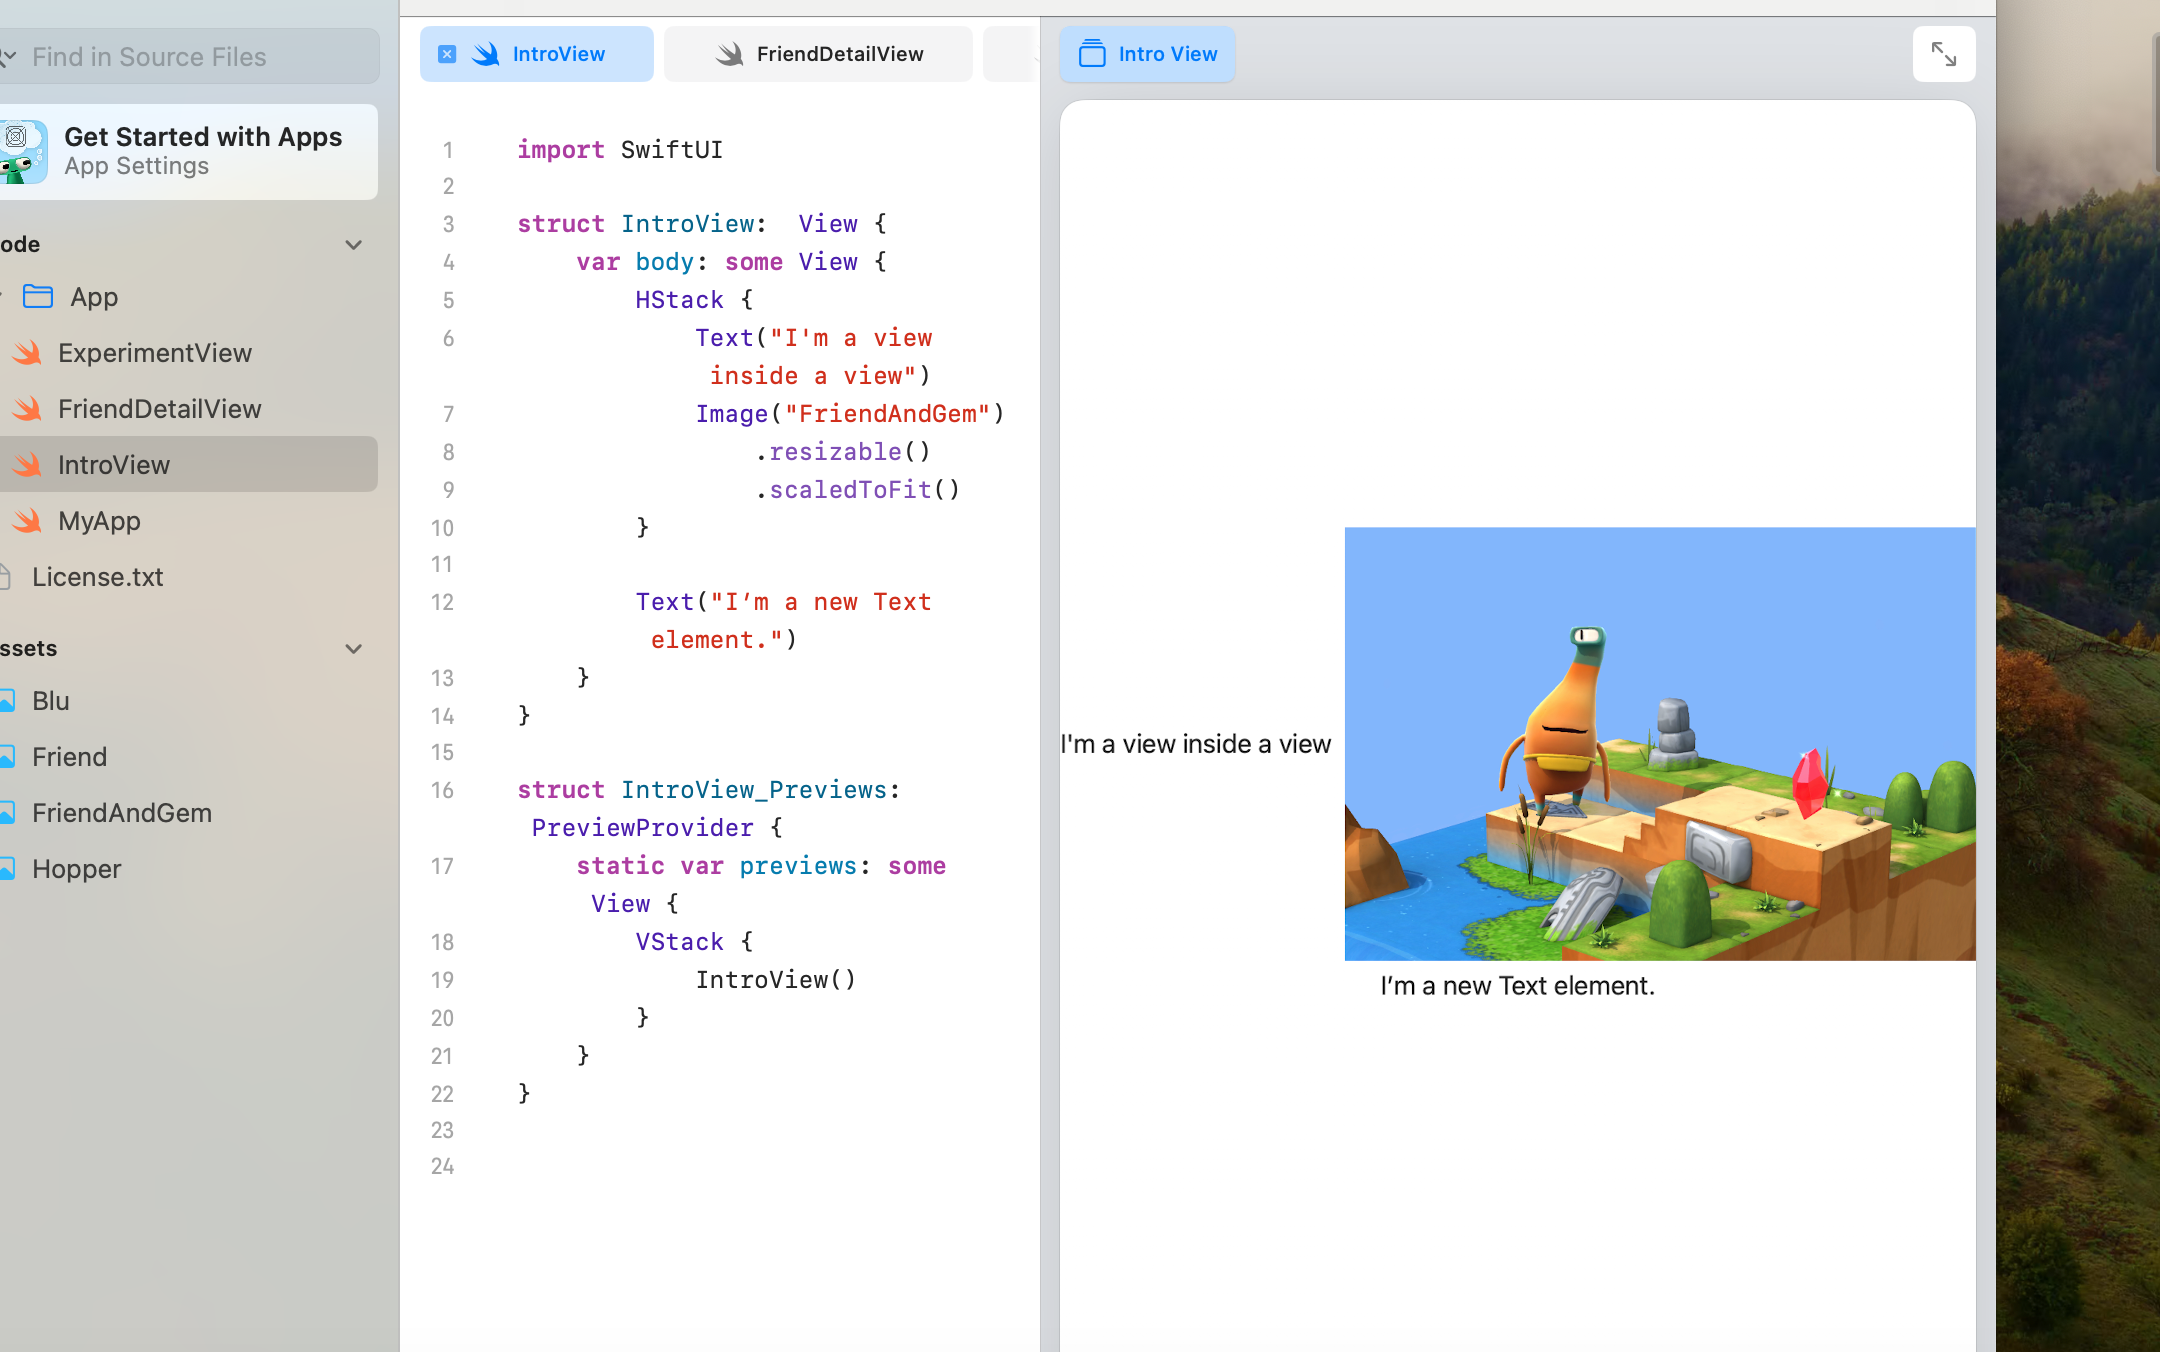 Find in Source Files
Get Started with Apps
App Settings
ode
App
ExperimentView
FriendDetailView
IntroView
MyApp
License.txt
ssets
Blu
Friend
FriendAndGem
Hopper
IntroView
FriendDetailView
1 import SwiftUI
2
3 struct IntroView:  View {
4 var body: some View {
5 HStack {
6 Text("I'm a view
inside a view")
7 Image("FriendAndGem")
8 .resizable()
9 .scaledToFit()
10 }
11
12 Text("I’m a new Text
element.")
13 }
14 }
15
16 struct IntroView_Previews:
PreviewProvider {
17 static var previews: some
View {
18 VStack {
19 IntroView()
20 }
21 }
22 }
23
24
Intro View
I'm a view inside a view
I’m a new Text element.